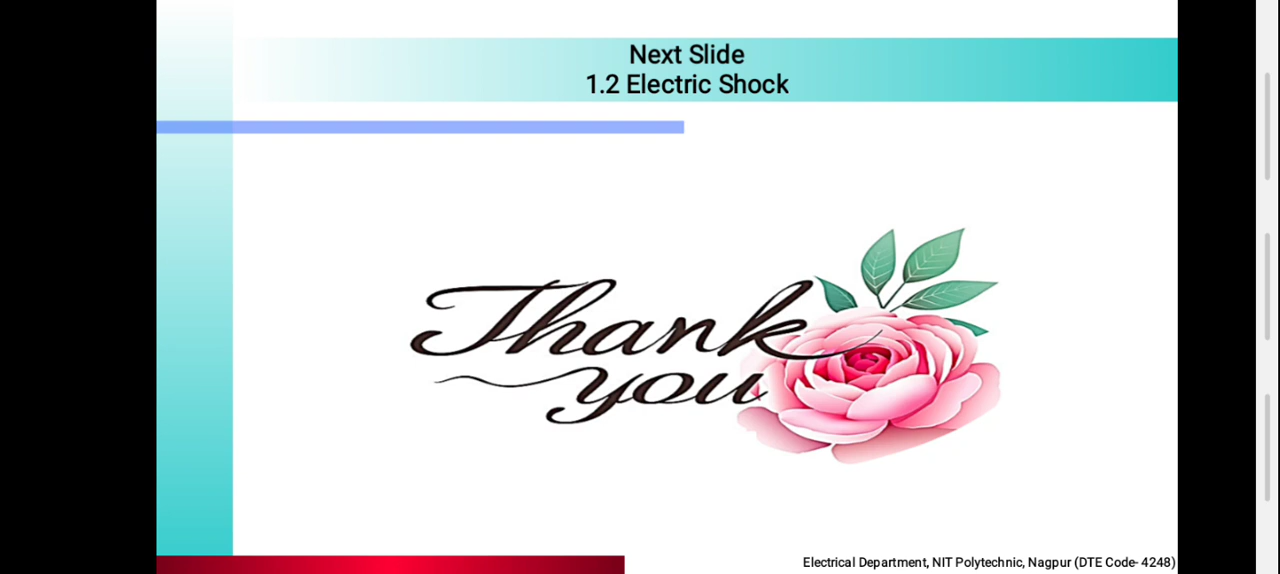 Next Slide
1.2 Electric Shock
Thank
you
Electrical Department, NIT Polytechnic, Nagpur (DTE Code- 4248)